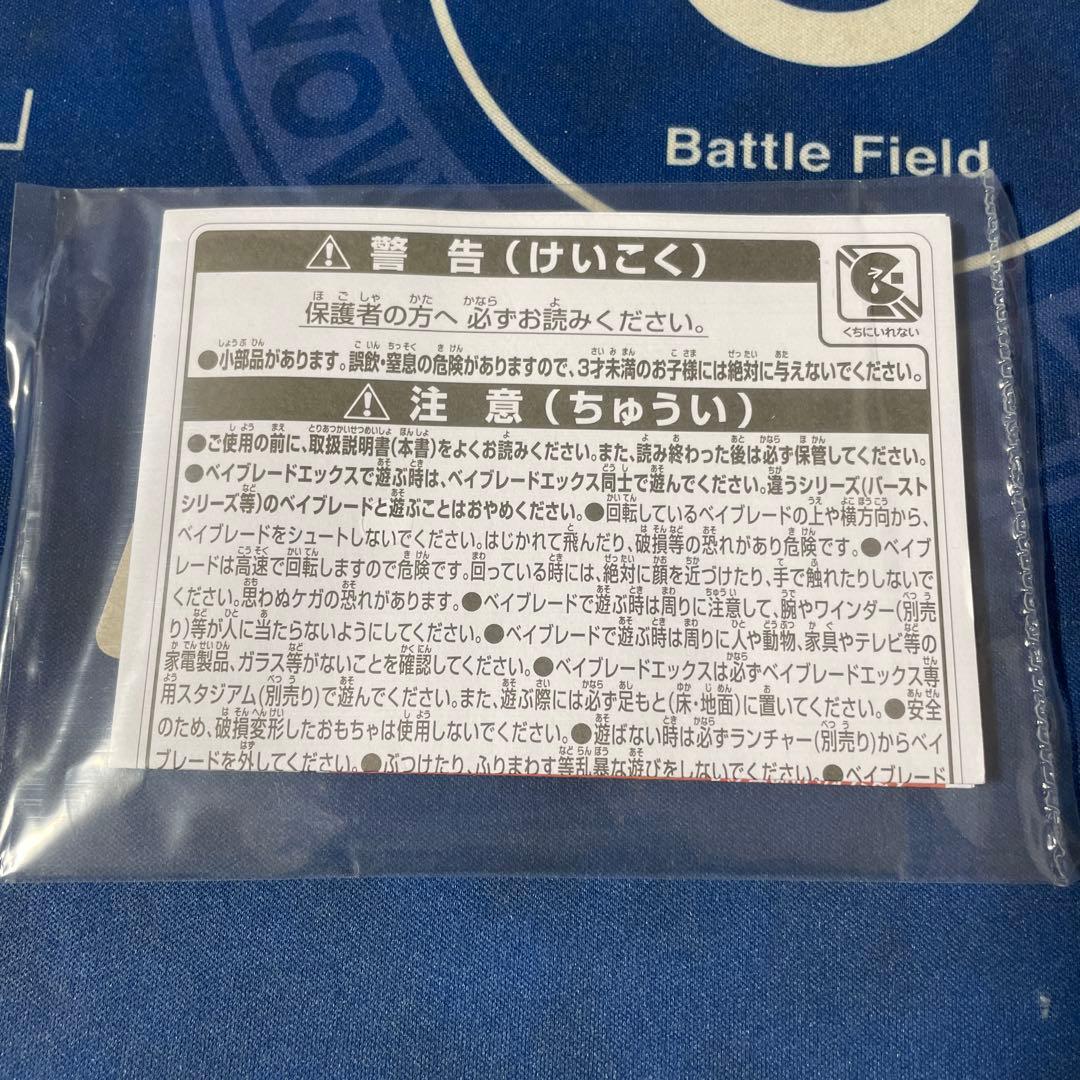 NOW
Battle Field
警 告(けいこく)
保護者の方へ 必ずお読みください。
くちにいれない
●小部品があります。誤飲・窒息の危険がありますので、3才未満のお子様には絶対に与えないでください。
注 意(ちゅうい)
●ご使用の前に、取扱説明書(本書)をよくお読みください。また、読み終わった後は必ず保管してください。
●ベイブレードエックスで遊ぶ時は、ベイブレードエックス同士で遊んでください。違うシリーズ(バースト
シリーズ等)のベイブレードと遊ぶことはおやめください。●回転しているベイブレードの上や横方向から、
ベイブレードをシュートしないでください。はじかれて飛んだり、破損等の恐れがあり危険です。●ベイブ
レードは高速で回転しますので危険です。回っている時には、絶対に顔を近づけたり、手で触れたりしないで
ください。思わぬケガの恐れがあります。●ベイブレードで遊ぶ時は周りに注意して、腕やワインダー(別売
り)等が人に当たらないようにしてください。●ベイブレードで遊ぶ時は周りに人や動物、家具やテレビ等の
家電製品、ガラス等がないことを確認してください。●ベイブレードエックスは必ずベイブレードエックス専
用スタジアム(別売り)で遊んでください。また、遊ぶ際には必ず足もと(床・地面)に置いてください。●安全
のため、破損変形したおもちゃは使用しないでください。●遊ばない時は必ずランチャー(別売り)からベイ
ブレードを外してください。●ぶつけたり、ふりまわす等乱暴な遊びをしないでください。●ベイブレード